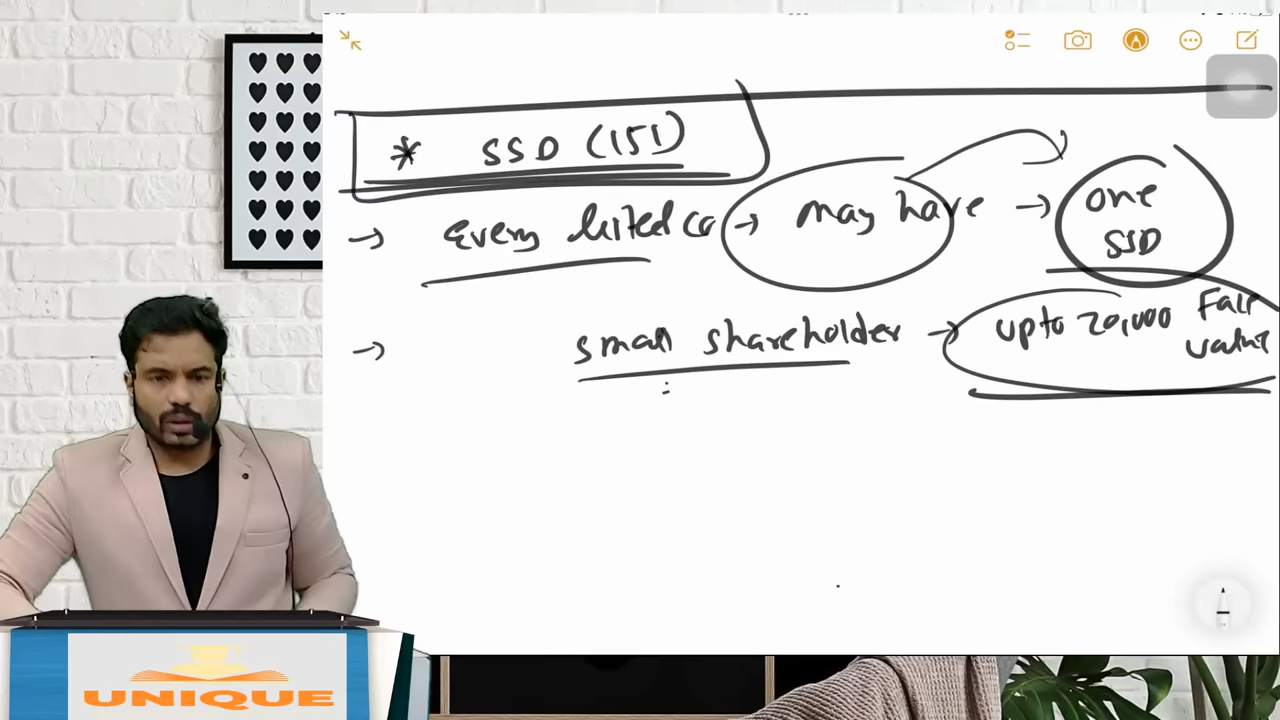 * SSD (151)
→ Every listed co → may have → one SSD
→ small shareholder → upto 20,000 Fair value
UNIQUE